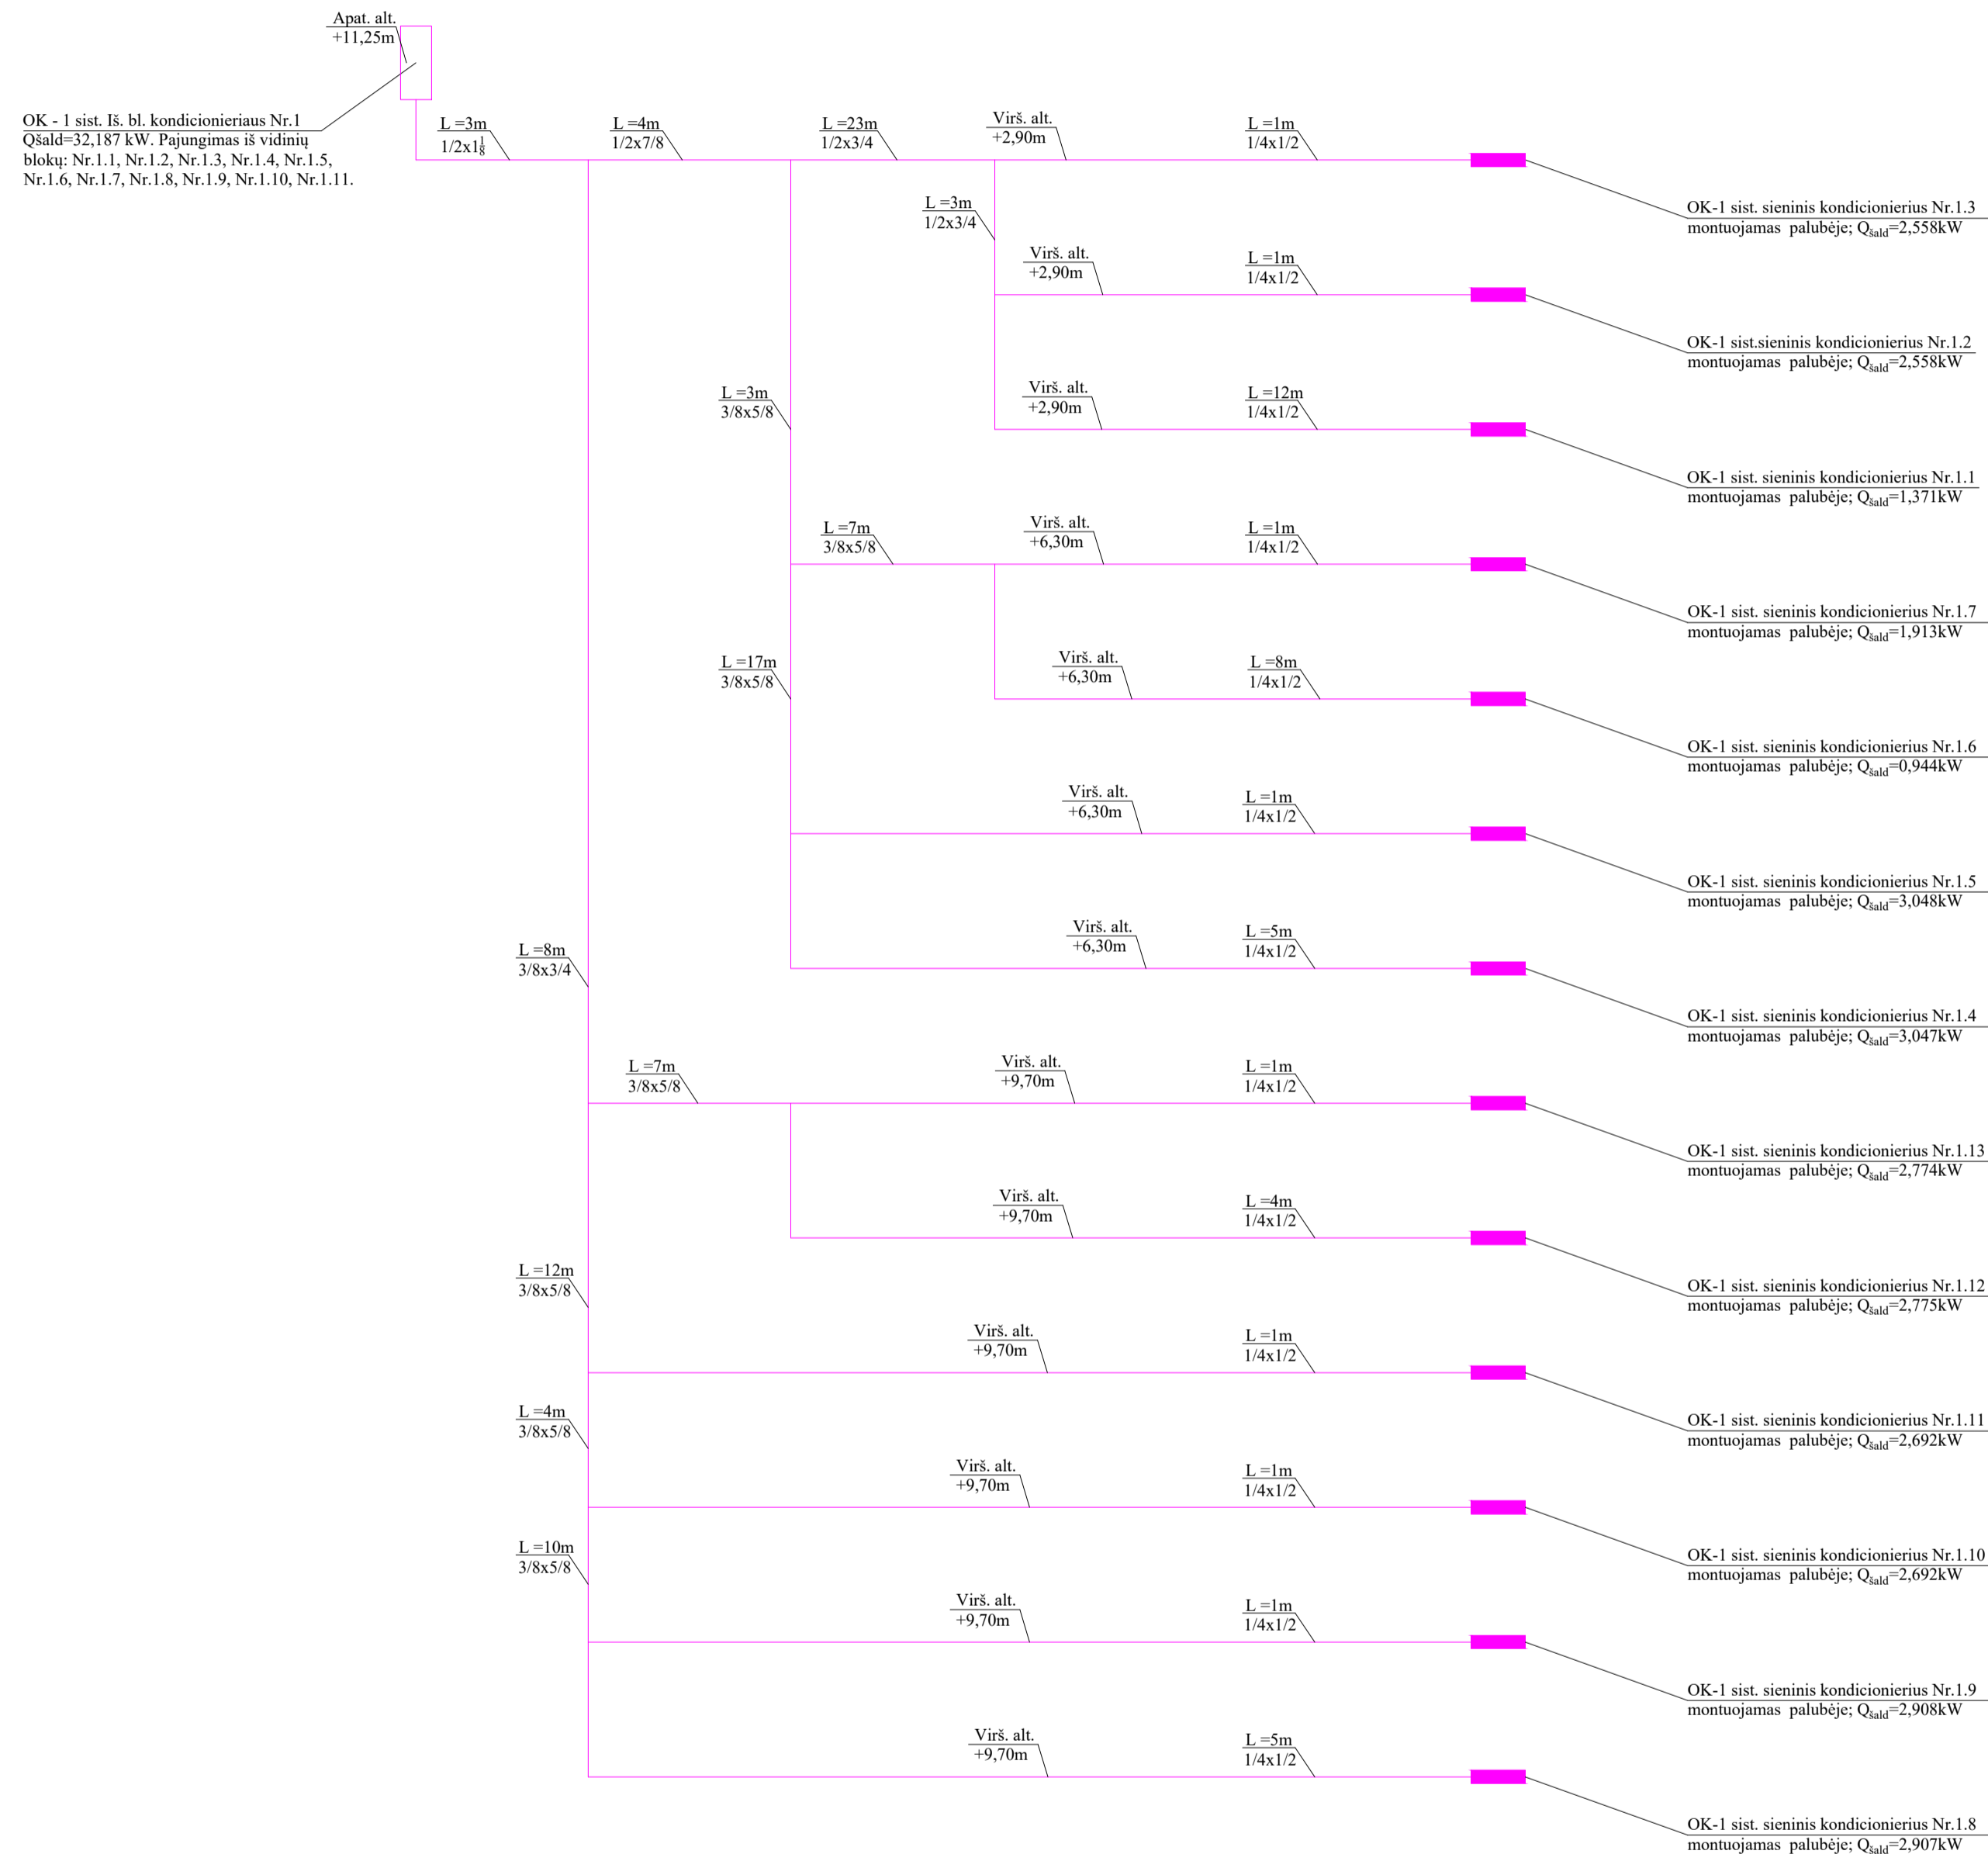 Apat. alt.
+11,25m
OK - 1 sist. Iš. bl. kondicionieriaus Nr.1
Qšald=32,187 kW. Pajungimas iš vidinių
blokų: Nr.1.1, Nr.1.2, Nr.1.3, Nr.1.4, Nr.1.5,
Nr.1.6, Nr.1.7, Nr.1.8, Nr.1.9, Nr.1.10, Nr.1.11.
L =3m
1/2x1 1/8
L =4m
1/2x7/8
L =23m
1/2x3/4
Virš. alt.
+2,90m
L =1m
1/4x1/2
OK-1 sist. sieninis kondicionierius Nr.1.3
montuojamas palubėje; Qšald=2,558kW
L =3m
1/2x3/4
Virš. alt.
+2,90m
L =1m
1/4x1/2
OK-1 sist.sieninis kondicionierius Nr.1.2
montuojamas palubėje; Qšald=2,558kW
L =3m
3/8x5/8
Virš. alt.
+2,90m
L =12m
1/4x1/2
OK-1 sist. sieninis kondicionierius Nr.1.1
montuojamas palubėje; Qšald=1,371kW
L =7m
3/8x5/8
Virš. alt.
+6,30m
L =1m
1/4x1/2
OK-1 sist. sieninis kondicionierius Nr.1.7
montuojamas palubėje; Qšald=1,913kW
L =17m
3/8x5/8
Virš. alt.
+6,30m
L =8m
1/4x1/2
OK-1 sist. sieninis kondicionierius Nr.1.6
montuojamas palubėje; Qšald=0,944kW
Virš. alt.
+6,30m
L =1m
1/4x1/2
OK-1 sist. sieninis kondicionierius Nr.1.5
montuojamas palubėje; Qšald=3,048kW
L =8m
3/8x3/4
Virš. alt.
+6,30m
L =5m
1/4x1/2
OK-1 sist. sieninis kondicionierius Nr.1.4
montuojamas palubėje; Qšald=3,047kW
L =7m
3/8x5/8
Virš. alt.
+9,70m
L =1m
1/4x1/2
OK-1 sist. sieninis kondicionierius Nr.1.13
montuojamas palubėje; Qšald=2,774kW
Virš. alt.
+9,70m
L =4m
1/4x1/2
OK-1 sist. sieninis kondicionierius Nr.1.12
montuojamas palubėje; Qšald=2,775kW
L =12m
3/8x5/8
Virš. alt.
+9,70m
L =1m
1/4x1/2
OK-1 sist. sieninis kondicionierius Nr.1.11
montuojamas palubėje; Qšald=2,692kW
L =4m
3/8x5/8
Virš. alt.
+9,70m
L =1m
1/4x1/2
OK-1 sist. sieninis kondicionierius Nr.1.10
montuojamas palubėje; Qšald=2,692kW
L =10m
3/8x5/8
Virš. alt.
+9,70m
L =1m
1/4x1/2
OK-1 sist. sieninis kondicionierius Nr.1.9
montuojamas palubėje; Qšald=2,908kW
Virš. alt.
+9,70m
L =5m
1/4x1/2
OK-1 sist. sieninis kondicionierius Nr.1.8
montuojamas palubėje; Qšald=2,907kW